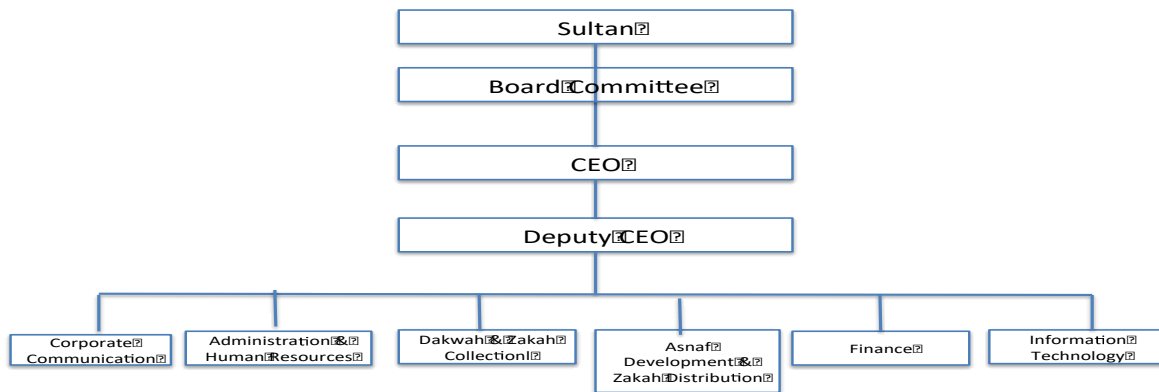 Sultan
Board Committee
CEO
Deputy CEO
Corporate
Communication
Administration &
Human Resources
Dakwah & Zakah
Collectionl
Asnaf
Development &
Zakah Distribution
Finance
Information
Technology